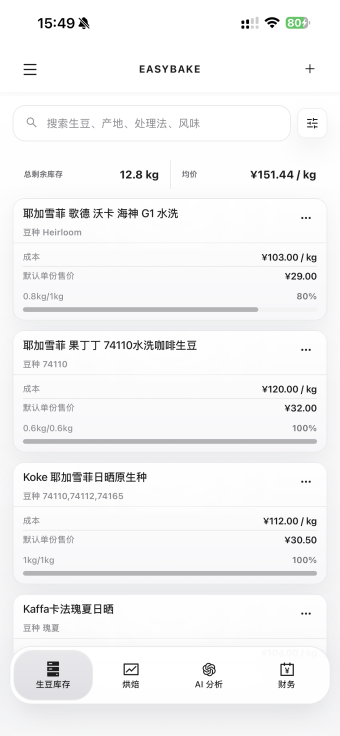 15:49
80
EASYBAKE
搜索生豆、产地、处理法、风味
总剩余库存 12.8 kg 均价 ¥151.44 / kg
耶加雪菲 歌德 沃卡 海神 G1 水洗
豆种 Heirloom
成本 ¥103.00 / kg
默认单份售价 ¥29.00
0.8kg/1kg 80%
耶加雪菲 果丁丁 74110水洗咖啡生豆
豆种 74110
成本 ¥120.00 / kg
默认单份售价 ¥32.00
0.6kg/0.6kg 100%
Koke 耶加雪菲日晒原生种
豆种 74110,74112,74165
成本 ¥112.00 / kg
默认单份售价 ¥30.50
1kg/1kg 100%
Kaffa卡法瑰夏日晒
豆种 瑰夏
生豆库存 烘焙 AI 分析 财务